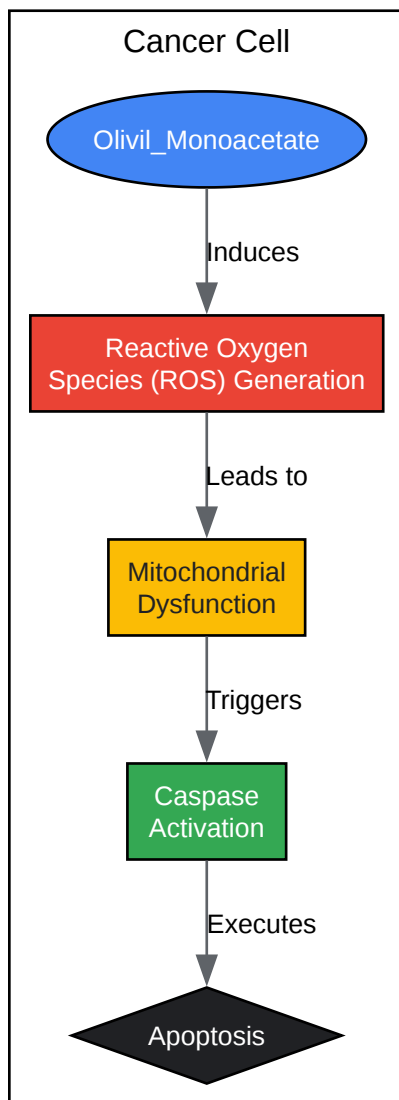 Cancer Cell
Olivil_Monoacetate
Induces
Reactive Oxygen
Species (ROS) Generation
Leads to
Mitochondrial
Dysfunction
Triggers
Caspase
Activation
Executes
Apoptosis